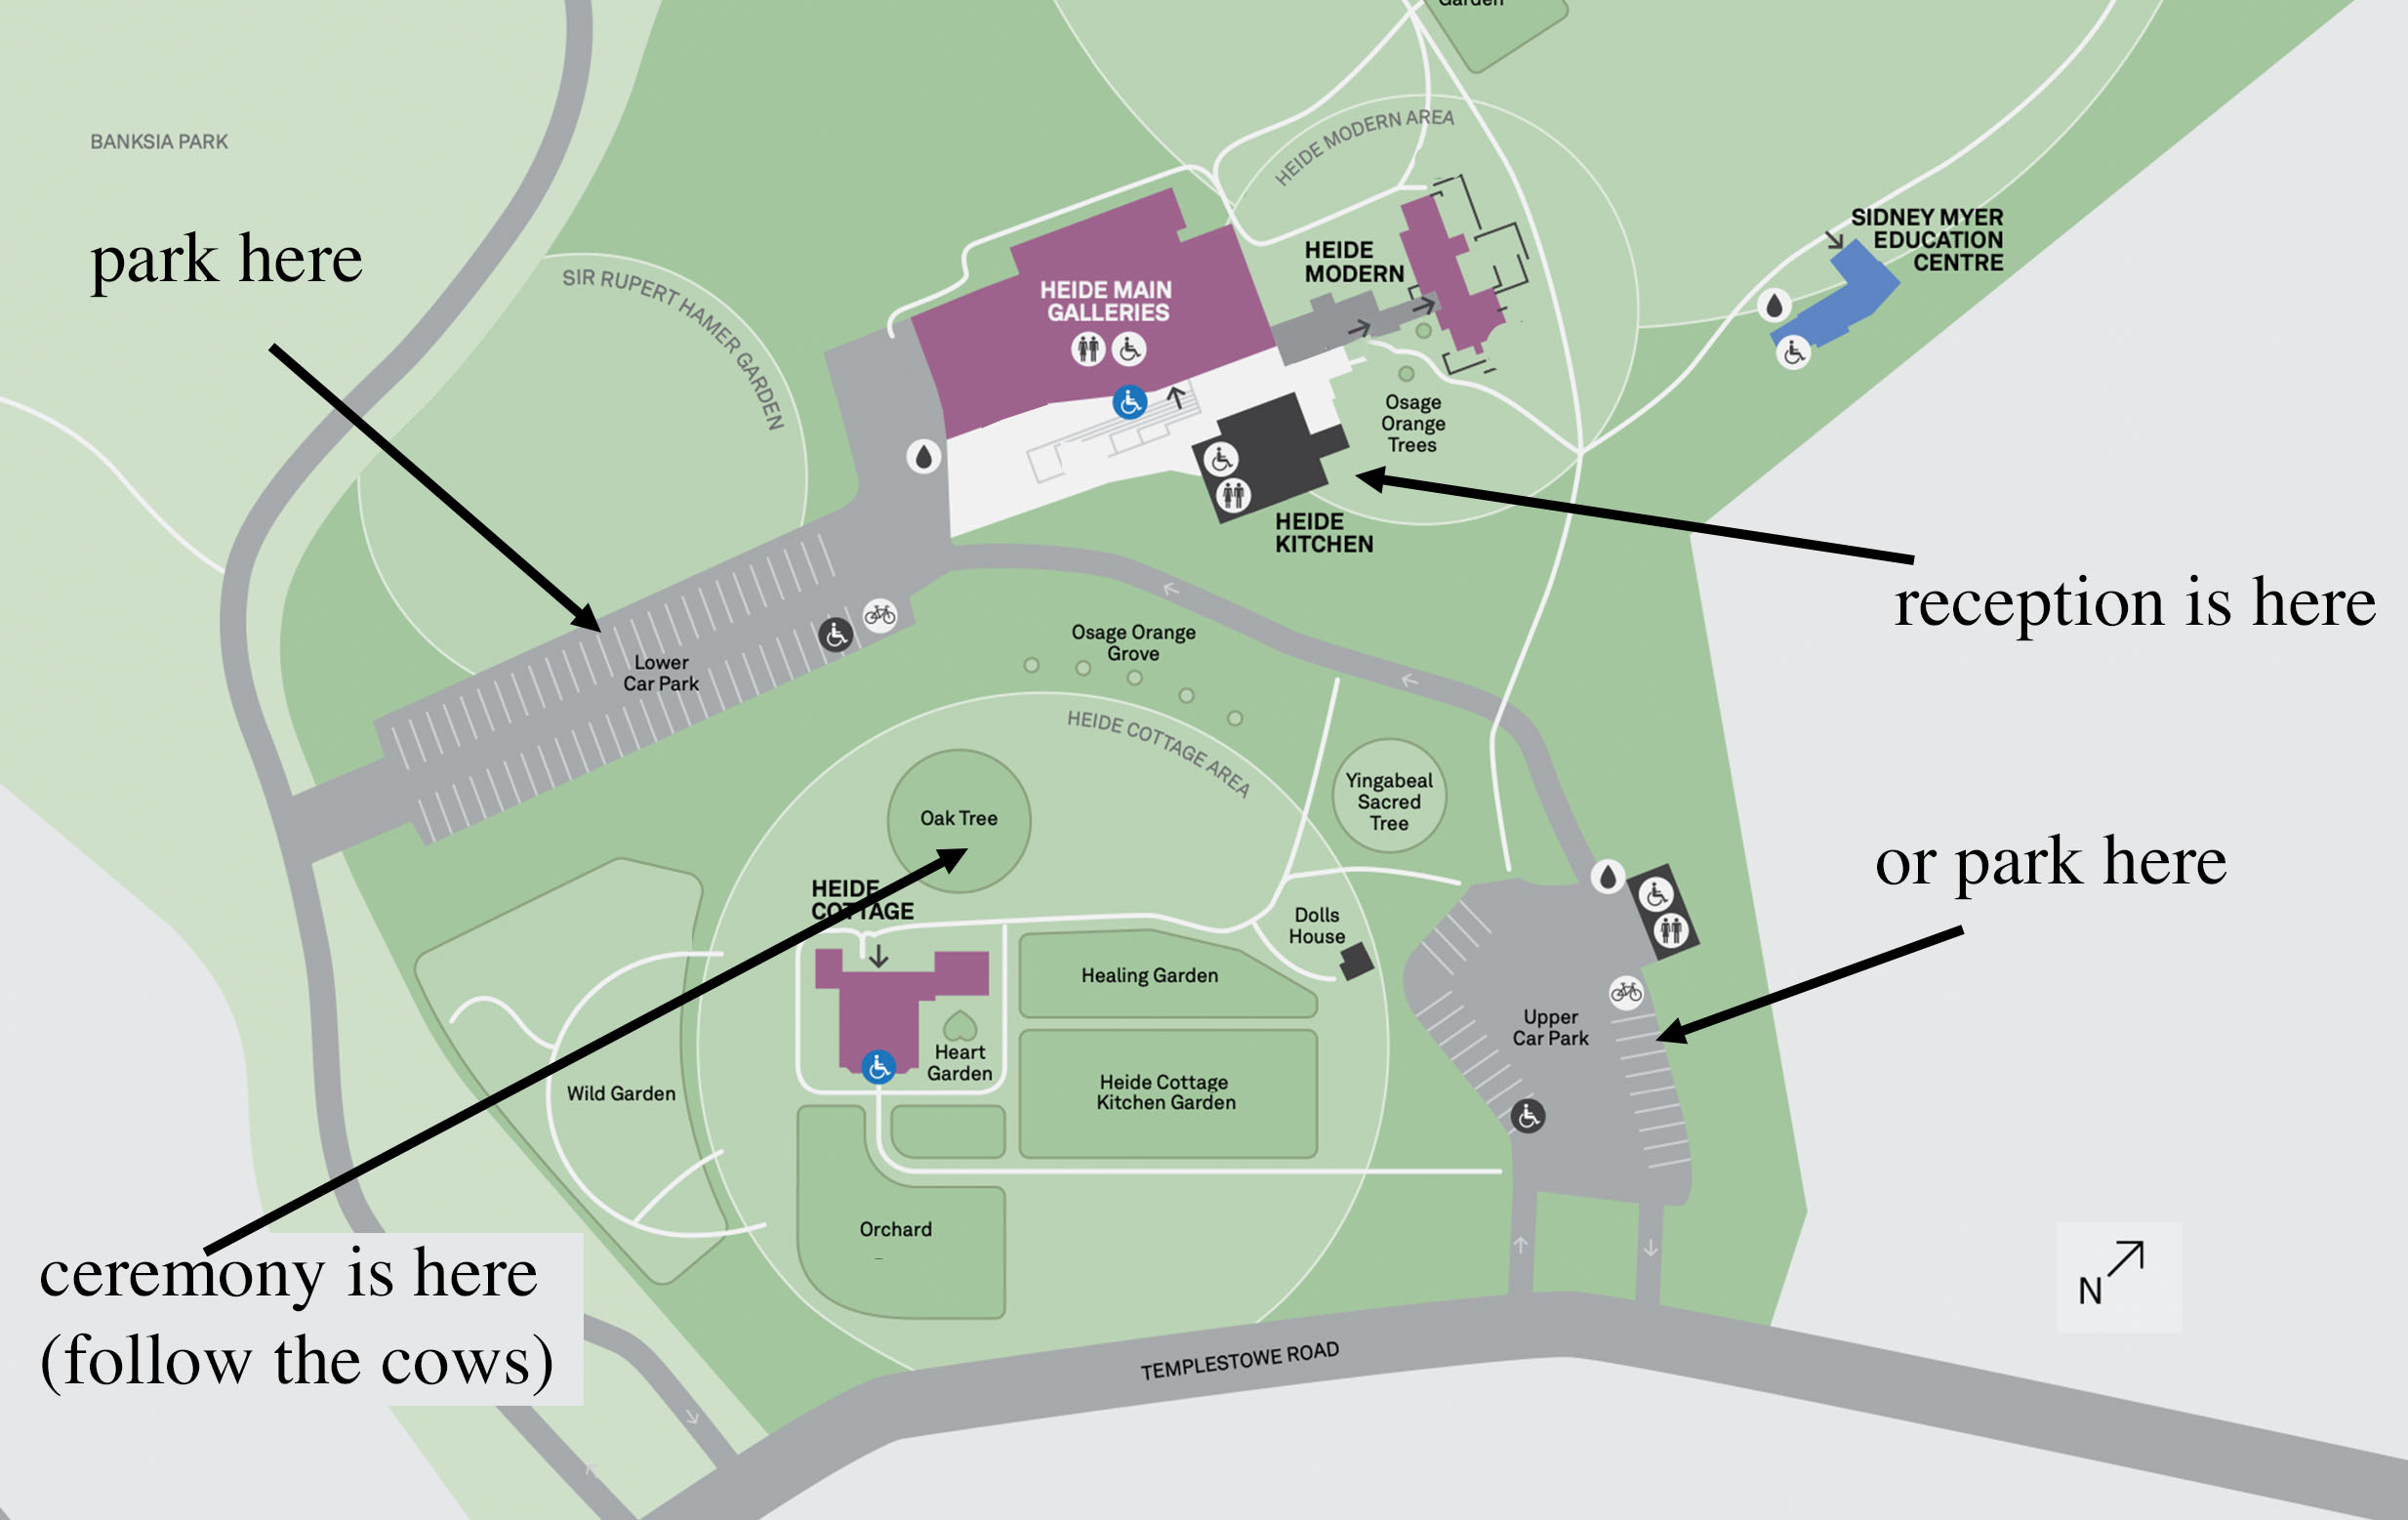 Garden
BANKSIA PARK
HEIDE MODERN AREA
SIDNEY MYER
EDUCATION
CENTRE
park here
SIR RUPERT HAMER GARDEN
HEIDE
MODERN
HEIDE MAIN
GALLERIES
Osage
Orange
Trees
HEIDE
KITCHEN
reception is here
Osage Orange
Grove
Lower
Car Park
HEIDE COTTAGE AREA
Oak Tree
Yingabeal
Sacred
Tree
or park here
HEIDE
COTTAGE
Dolls
House
Healing Garden
Upper
Car Park
Heart
Garden
Wild Garden
Heide Cottage
Kitchen Garden
Orchard
ceremony is here
(follow the cows)
N
TEMPLESTOWE ROAD